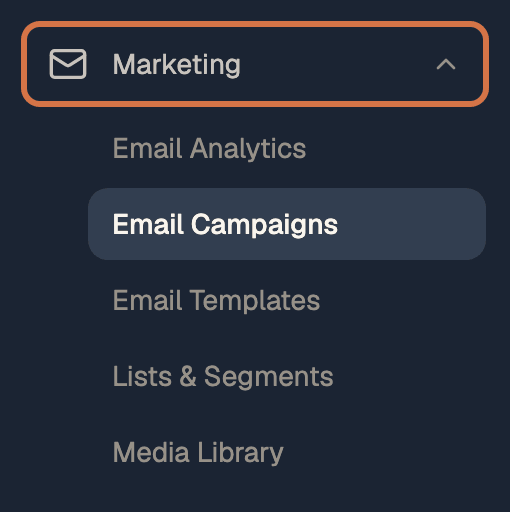 Marketing
Email Analytics
Email Campaigns
Email Templates
Lists & Segments
Media Library